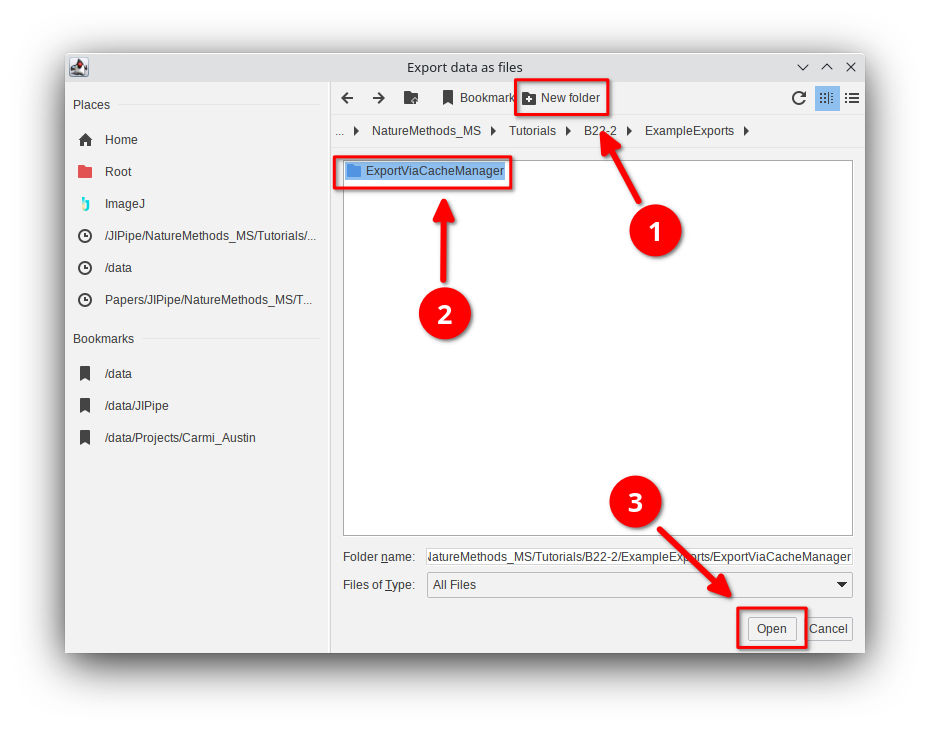 Export data as files
Places
Home
Root
ImageJ
/JIPipe/NatureMethods_MS/Tutorials/...
/data
Papers/JIPipe/NatureMethods_MS/T...
Bookmarks
/data
/data/JIPipe
/data/Projects/Carmi_Austin
Bookmark New folder
... NatureMethods_MS Tutorials B22-2 ExampleExports
ExportViaCacheManager
1
2
3
Folder name: NatureMethods_MS/Tutorials/B22-2/ExampleExports/ExportViaCacheManager
Files of Type: All Files
Open Cancel